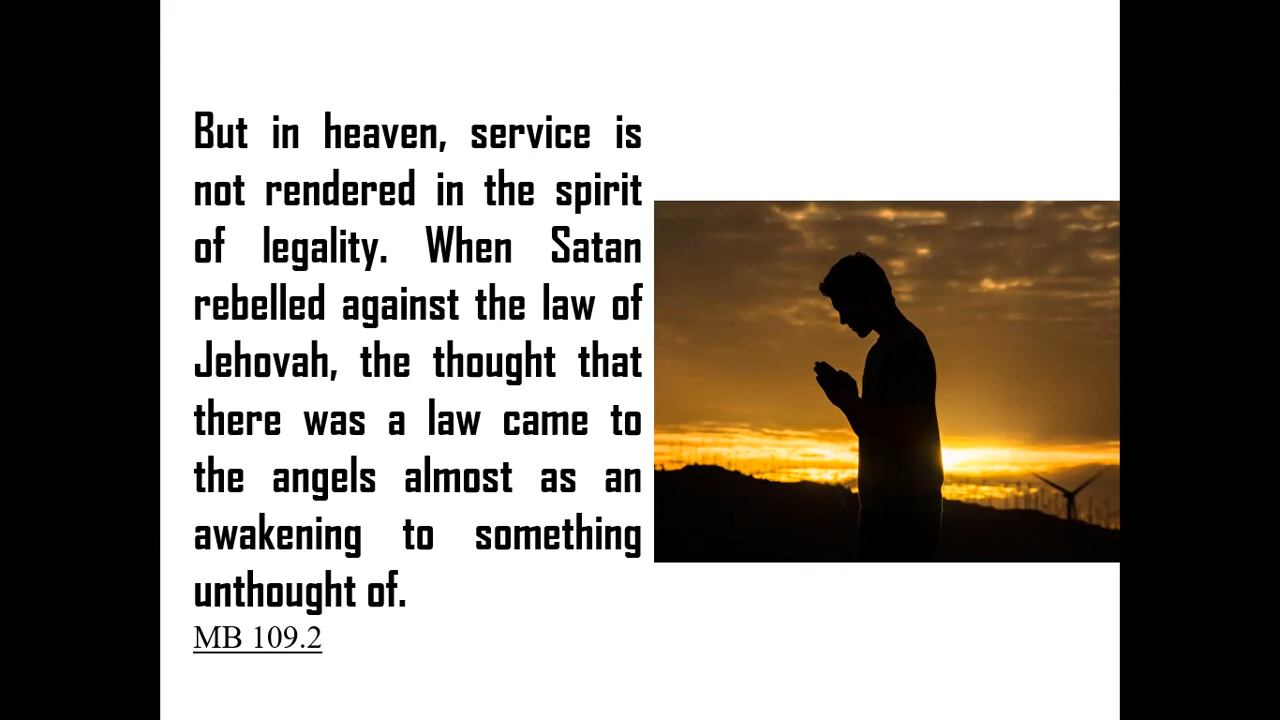 But in heaven, service is
not rendered in the spirit
of legality. When Satan
rebelled against the law of
Jehovah, the thought that
there was a law came to
the angels almost as an
awakening to something
unthought of.
MB 109.2